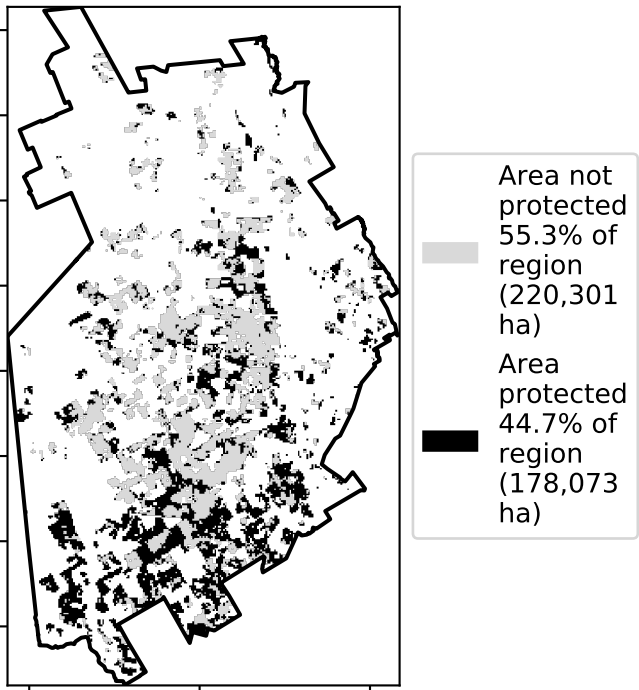 Area not
protected
55.3% of
region
(220,301
ha)
Area
protected
44.7% of
region
(178,073
ha)